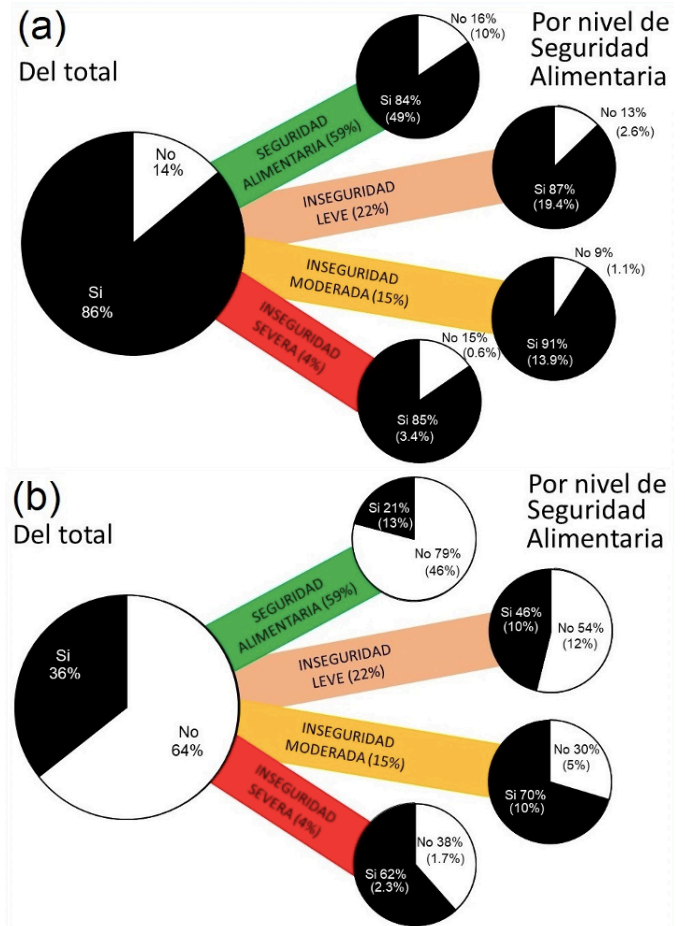 (a)
Del total
Por nivel de
Seguridad
Alimentaria
No
14%
Si
86%
SEGURIDAD
ALIMENTARIA (59%)
No 16%
(10%)
Si 84%
(49%)
INSEGURIDAD
LEVE (22%)
No 13%
(2.6%)
Si 87%
(19.4%)
INSEGURIDAD
MODERADA (15%)
No 9%
(1.1%)
Si 91%
(13.9%)
INSEGURIDAD
SEVERA (4%)
No 15%
(0.6%)
Si 85%
(3.4%)
(b)
Del total
Por nivel de
Seguridad
Alimentaria
Si
36%
No
64%
SEGURIDAD
ALIMENTARIA (59%)
Si 21%
(13%)
No 79%
(46%)
INSEGURIDAD
LEVE (22%)
Si 46%
(10%)
No 54%
(12%)
INSEGURIDAD
MODERADA (15%)
No 30%
(5%)
Si 70%
(10%)
INSEGURIDAD
SEVERA (4%)
No 38%
(1.7%)
Si 62%
(2.3%)